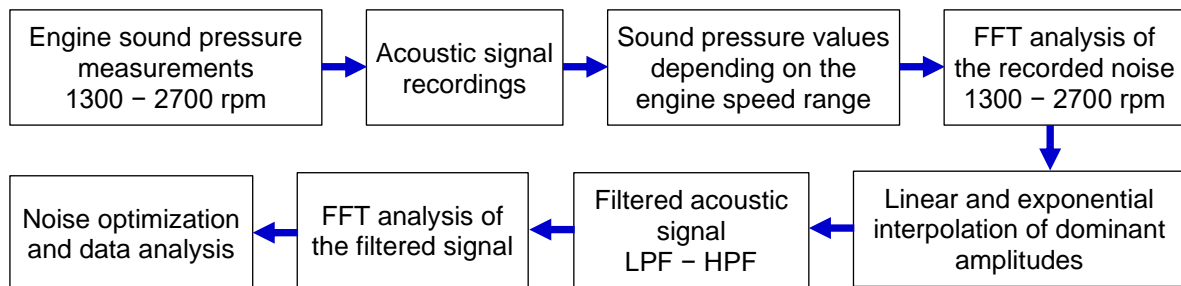 Engine sound pressure
measurements
1300 − 2700 rpm
Acoustic signal
recordings
Sound pressure values
depending on the
engine speed range
FFT analysis of
the recorded noise
1300 − 2700 rpm
Linear and exponential
interpolation of dominant
amplitudes
Filtered acoustic
signal
LPF − HPF
FFT analysis of
the filtered signal
Noise optimization
and data analysis